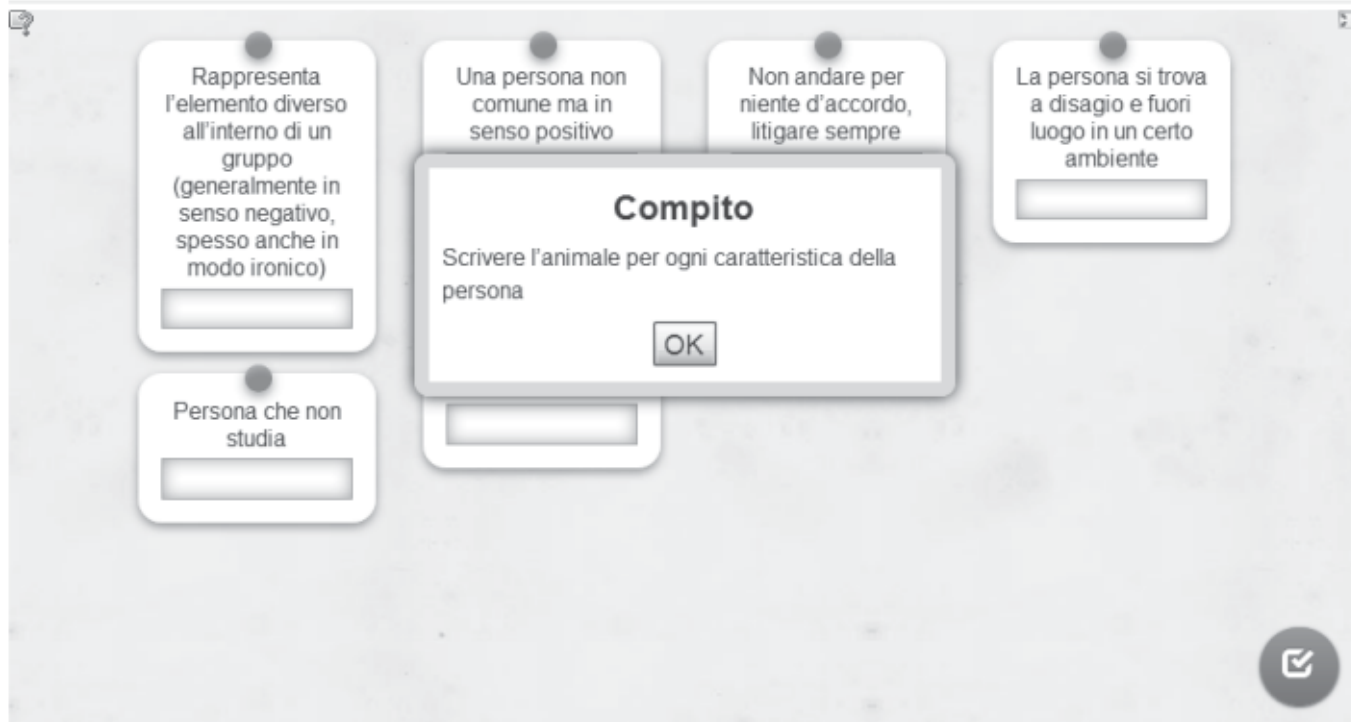 Rappresenta
l'elemento diverso
all'interno di un
gruppo
(generalmente in
senso negativo,
spesso anche in
modo ironico)
Una persona non
comune ma in
senso positivo
Non andare per
niente d'accordo,
litigare sempre
La persona si trova
a disagio e fuori
luogo in un certo
ambiente
Compito
Scrivere l'animale per ogni caratteristica della
persona
OK
Persona che non
studia